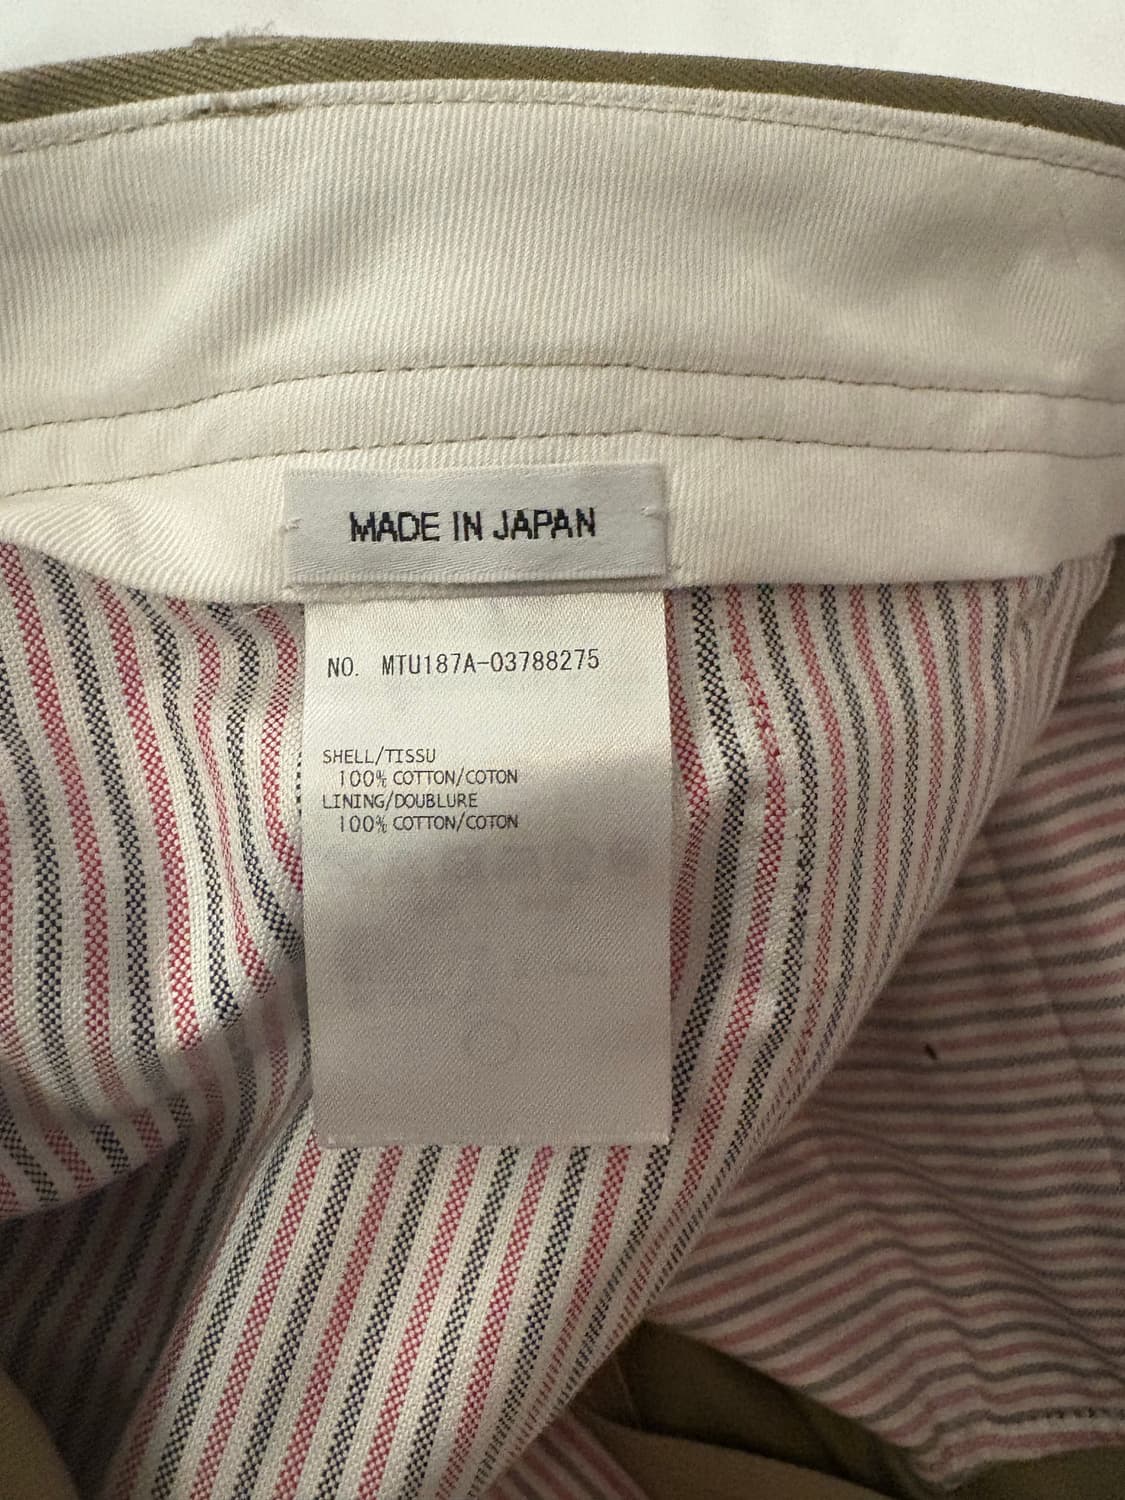 MADE IN JAPAN
NO. MTU187A-03788275
SHELL/TISSU
100% COTTON/COTON
LINING/DOUBLURE
100% COTTON/COTON